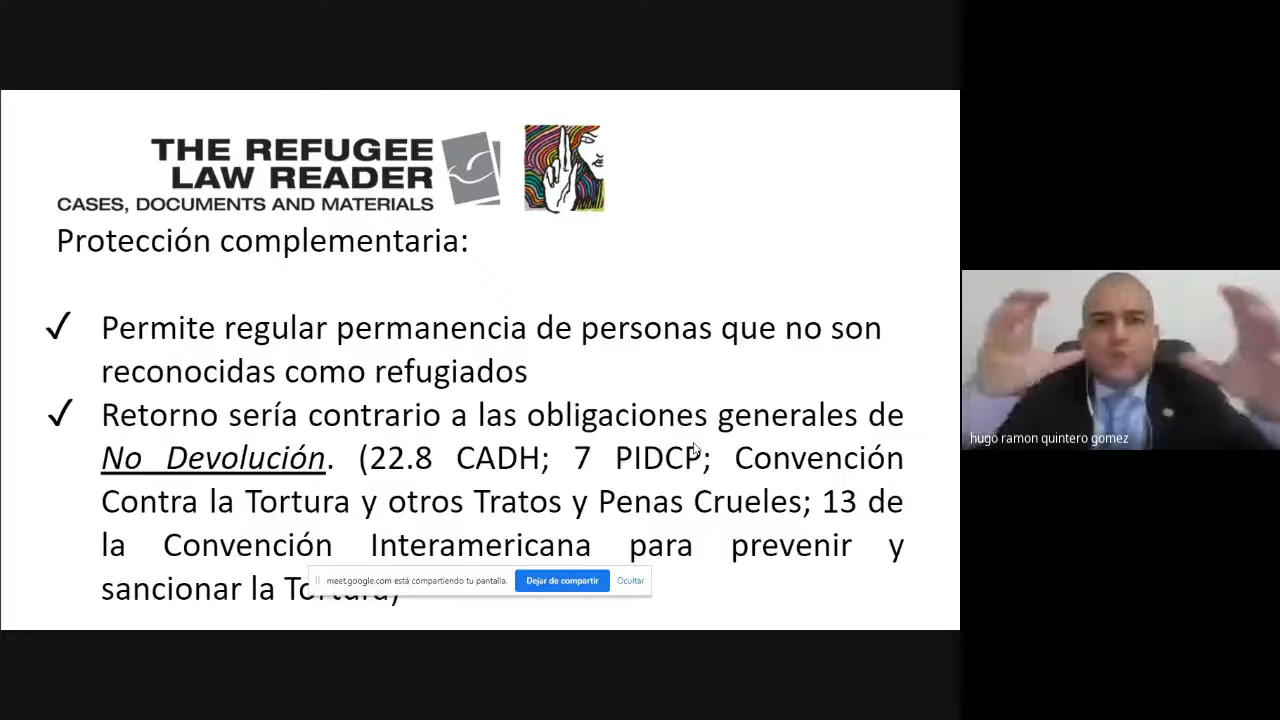 THE REFUGEE
LAW READER
CASES, DOCUMENTS AND MATERIALS
Protección complementaria:
✓ Permite regular permanencia de personas que no son
reconocidas como refugiados
✓ Retorno sería contrario a las obligaciones generales de
No Devolución. (22.8 CADH; 7 PIDCP; Convención
Contra la Tortura y otros Tratos y Penas Crueles; 13 de
la Convención Interamericana para prevenir y
sancionar la Tortura)
meet.google.com está compartiendo tu pantalla.
Dejar de compartir
Ocultar
hugo ramon quintero gomez